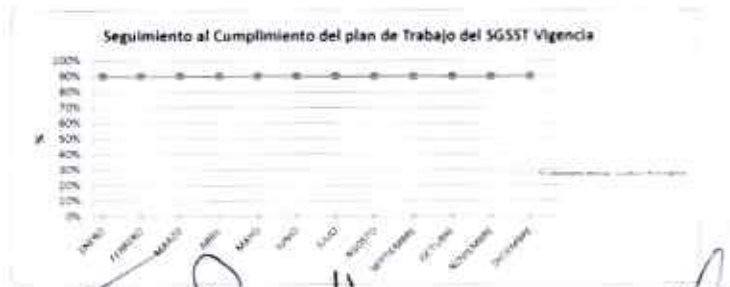 Seguimiento al Cumplimiento del plan de Trabajo del SGSST Vigencia
100%
90%
80%
70%
60%
50%
40%
30%
20%
10%
0%
%
ENERO
FEBRERO
MARZO
ABRIL
MAYO
JUNIO
JULIO
AGOSTO
SEPTIEMBRE
OCTUBRE
NOVIEMBRE
DICIEMBRE